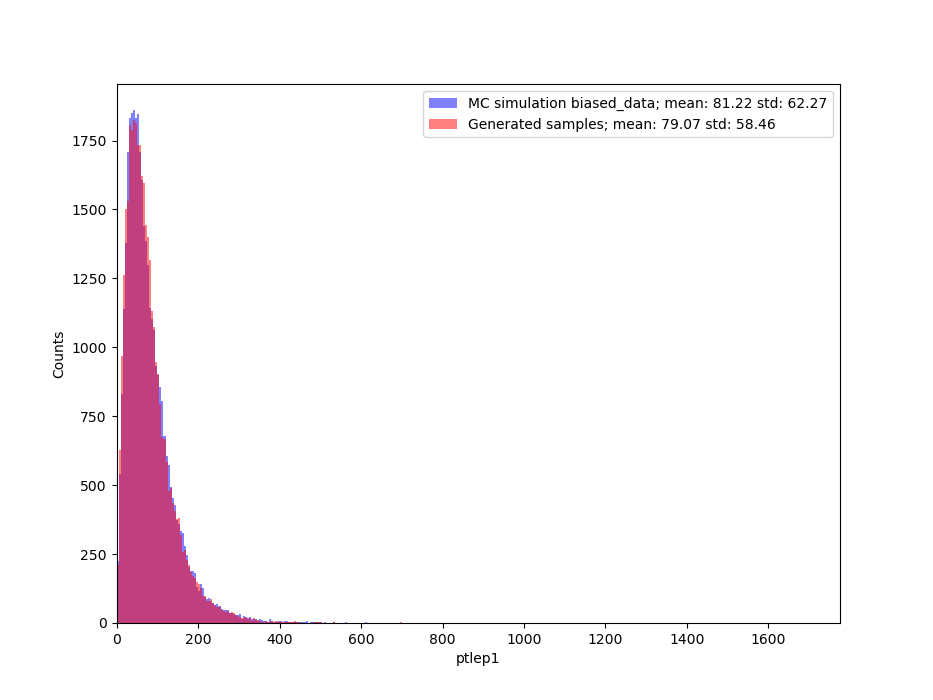 MC simulation biased_data; mean: 81.22 std: 62.27
Generated samples; mean: 79.07 std: 58.46
1750
1500
1250
1000
750
500
250
0
Counts
0 200 400 600 800 1000 1200 1400 1600
ptlep1